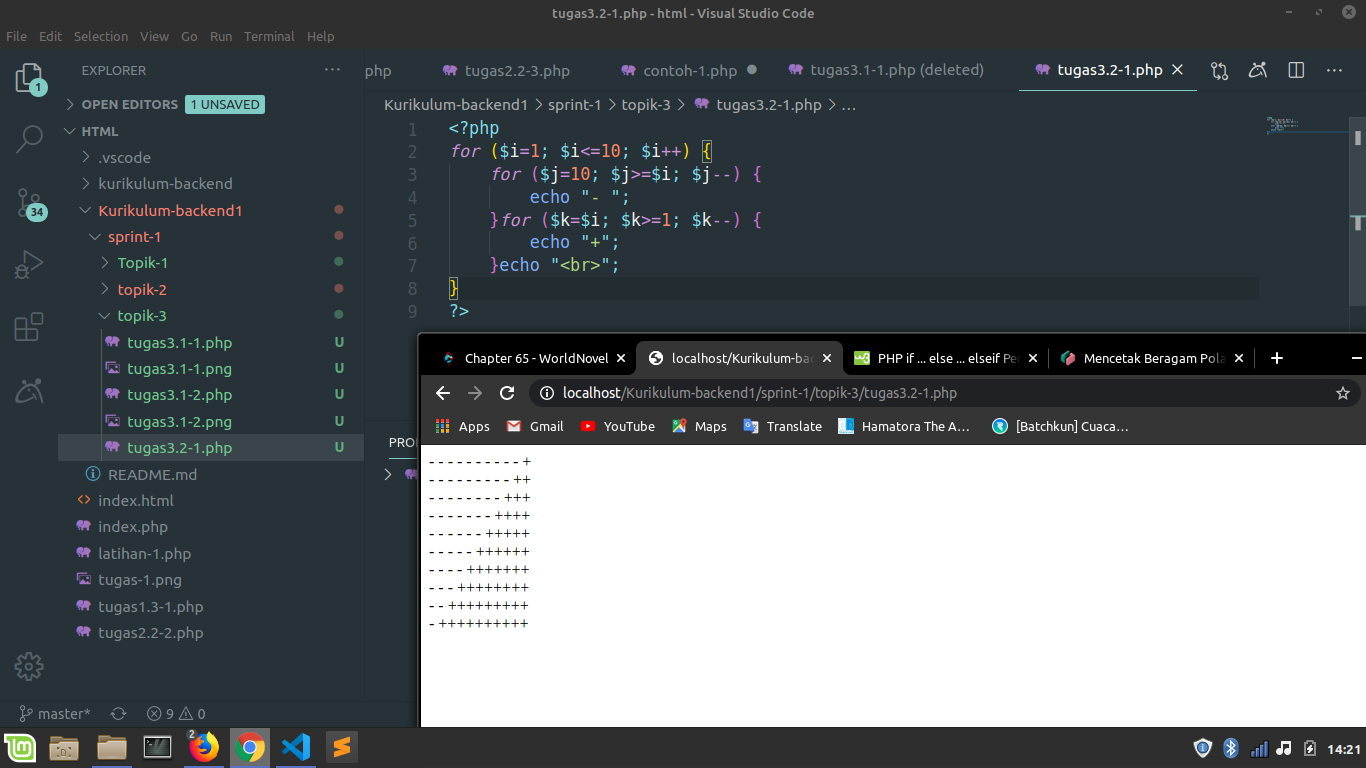 tugas3.2-1.php - html - Visual Studio Code
File Edit Selection View Go Run Terminal Help
EXPLORER
php tugas2.2-3.php contoh-1.php tugas3.1-1.php (deleted) tugas3.2-1.php
1
OPEN EDITORS 1 UNSAVED
Kurikulum-backend1 > sprint-1 > topik-3 > tugas3.2-1.php > ...
HTML
.vscode
kurikulum-backend
Kurikulum-backend1
34
sprint-1
Topik-1
topik-2
topik-3
tugas3.1-1.php U
tugas3.1-1.png U
tugas3.1-2.php U
tugas3.1-2.png U
tugas3.2-1.php U
README.md
index.html
index.php
latihan-1.php
tugas-1.png
tugas1.3-1.php
tugas2.2-2.php
1 <?php
2 for ($i=1; $i<=10; $i++) {
3 for ($j=10; $j>=$i; $j--) {
4 echo "- ";
5 }for ($k=$i; $k>=1; $k--) {
6 echo "+";
7 }echo "<br>";
8 }
9 ?>
PRO
Chapter 65 - WorldNovel localhost/Kurikulum-ba PHP if ... else ... elseif Pe Mencetak Beragam Pola
localhost/Kurikulum-backend1/sprint-1/topik-3/tugas3.2-1.php
Apps Gmail YouTube Maps Translate Hamatora The A... [Batchkun] Cuaca...
- - - - - - - - - - +
- - - - - - - - - ++
- - - - - - - - +++
- - - - - - - ++++
- - - - - - +++++
- - - - - ++++++
- - - - +++++++
- - - ++++++++
- - +++++++++
- ++++++++++
master* 9 0
2
14:21